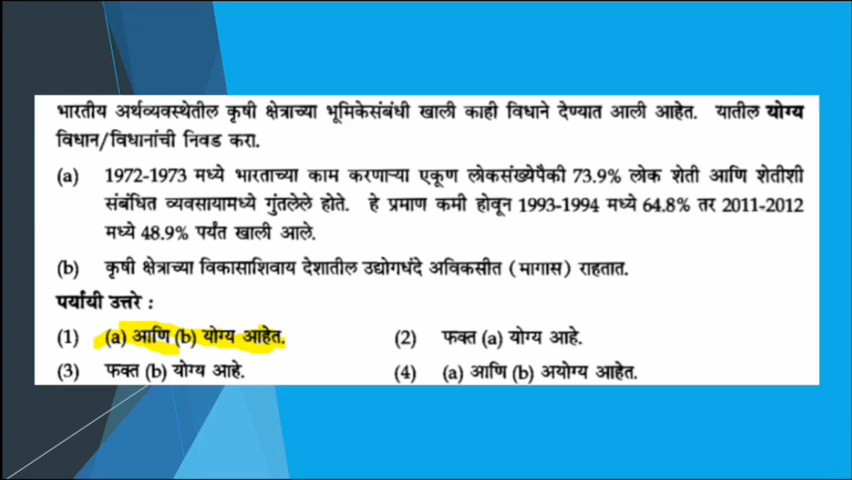 भारतीय अर्थव्यवस्थेतील कृषी क्षेत्राच्या भूमिकेसंबंधी खाली काही विधाने देण्यात आली आहेत. यातील योग्य
विधान/विधानांची निवड करा.
(a) 1972-1973 मध्ये भारताच्या काम करणाऱ्या एकूण लोकसंख्येपैकी 73.9% लोक शेती आणि शेतीशी
संबंधित व्यवसायामध्ये गुंतलेले होते. हे प्रमाण कमी होवून 1993-1994 मध्ये 64.8% तर 2011-2012
मध्ये 48.9% पर्यंत खाली आले.
(b) कृषी क्षेत्राच्या विकासाशिवाय देशातील उद्योगधंदे अविकसीत (मागास) राहतात.
पर्यायी उत्तरे :
(1) (a) आणि (b) योग्य आहेत. (2) फक्त (a) योग्य आहे.
(3) फक्त (b) योग्य आहे. (4) (a) आणि (b) अयोग्य आहेत.